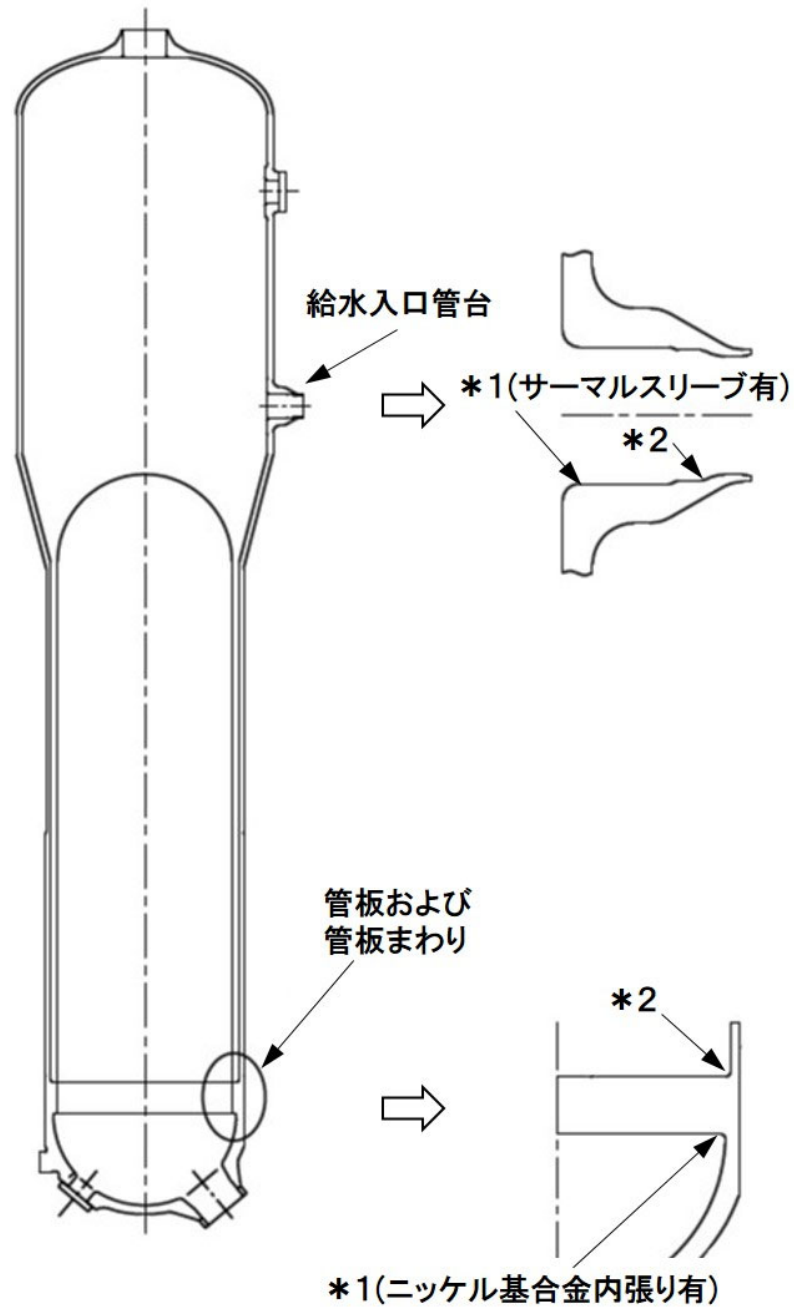 給水入口管台
＊1(サーマルスリーブ有)
＊2
管板および
管板まわり
＊2
＊1(ニッケル基合金内張り有)